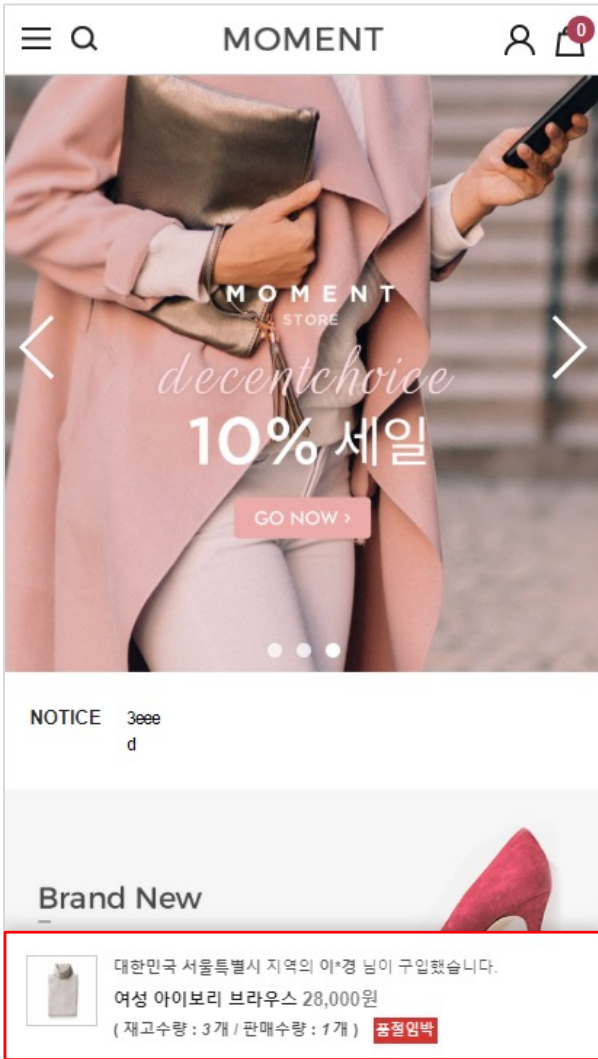 MOMENT
0
MOMENT
STORE
decentchoice
10% 세일
GO NOW >
NOTICE 3eee
d
Brand New
대한민국 서울특별시 지역의 이*경 님이 구입했습니다.
여성 아이보리 브라우스 28,000원
( 재고수량 : 3개 / 판매수량 : 1개 ) 품절임박